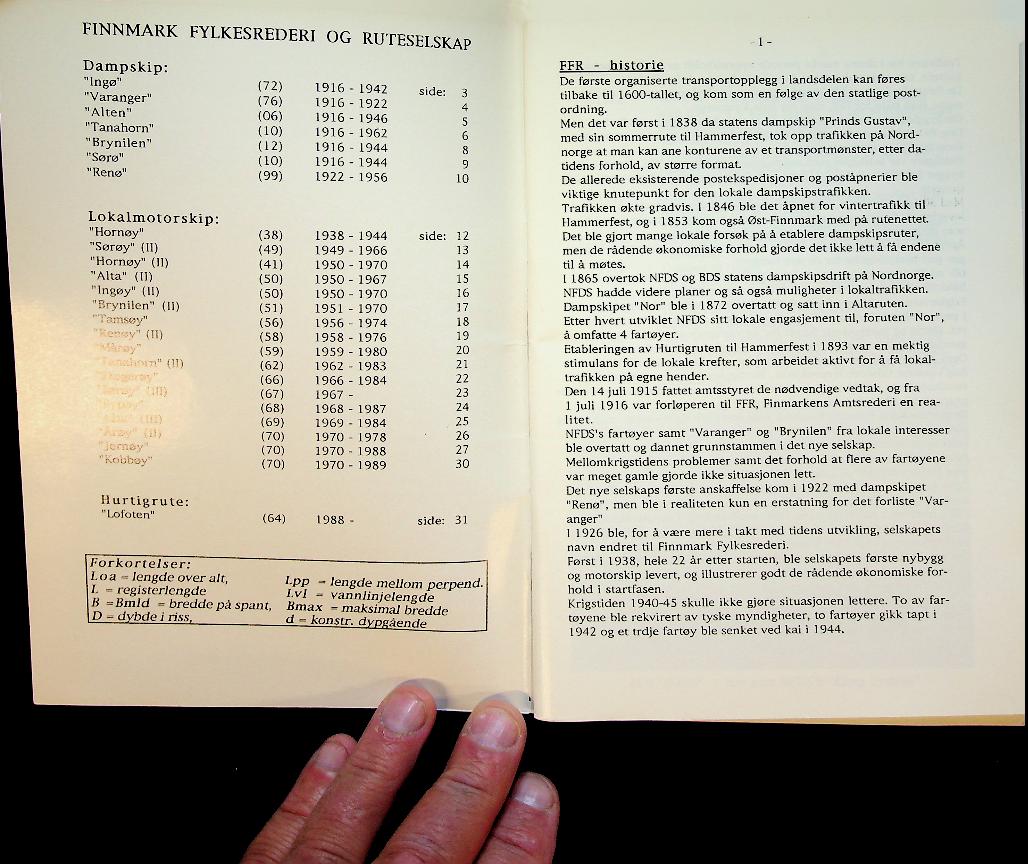 FINNMARK FYLKESREDERI OG RUTESELSKAP
Dampskip:
"Ingø" (72) 1916 - 1942 side: 3
"Varanger" (76) 1916 - 1922 4
"Alten" (06) 1916 - 1946 5
"Tanahorn" (10) 1916 - 1962 6
"Brynilen" (12) 1916 - 1944 8
"Sørø" (10) 1916 - 1944 9
"Renø" (99) 1922 - 1956 10
Lokalmotorskip:
"Hornøy" (38) 1938 - 1944 side: 12
"Sørøy" (II) (49) 1949 - 1966 13
"Hornøy" (II) (41) 1950 - 1970 14
"Alta" (II) (50) 1950 - 1967 15
"Ingøy" (II) (50) 1950 - 1970 16
"Brynilen" (II) (51) 1951 - 1970 17
"Tamsøy" (56) 1956 - 1974 18
"Renøy" (II) (58) 1958 - 1976 19
"Måsøy" (59) 1959 - 1980 20
"Tanahorn" (II) (62) 1962 - 1983 21
(66) 1966 - 1984 22
(III) (67) 1967 - 23
(68) 1968 - 1987 24
(III) (69) 1969 - 1984 25
"Årøy" (II) (70) 1970 - 1978 26
"Jernøy" (70) 1970 - 1988 27
"Kobbøy" (70) 1970 - 1989 30
Hurtigrute:
"Lofoten" (64) 1988 - side: 31
Forkortelser:
Loa = lengde over alt, Lpp = lengde mellom perpend.
L = registerlengde Lvl = vannlinjelengde
B =Bmld = bredde på spant, Bmax = maksimal bredde
D = dybde i riss, d = konstr. dypgående
- 1 -
FFR - historie
De første organiserte transportopplegg i landsdelen kan føres
tilbake til 1600-tallet, og kom som en følge av den statlige post-
ordning.
Men det var først i 1838 da statens dampskip "Prinds Gustav",
med sin sommerrute til Hammerfest, tok opp trafikken på Nord-
norge at man kan ane konturene av et transportmønster, etter da-
tidens forhold, av større format.
De allerede eksisterende postekspedisjoner og poståpnerier ble
viktige knutepunkt for den lokale dampskipstrafikken.
Trafikken økte gradvis. I 1846 ble det åpnet for vintertrafikk til
Hammerfest, og i 1853 kom også Øst-Finnmark med på rutenettet.
Det ble gjort mange lokale forsøk på å etablere dampskipsruter,
men de rådende økonomiske forhold gjorde det ikke lett å få endene
til å møtes.
I 1865 overtok NFDS og BDS statens dampskipsdrift på Nordnorge.
NFDS hadde videre planer og så også muligheter i lokaltrafikken.
Dampskipet "Nor" ble i 1872 overtatt og satt inn i Altaruten.
Etter hvert utviklet NFDS sitt lokale engasjement til, foruten "Nor",
å omfatte 4 fartøyer.
Etableringen av Hurtigruten til Hammerfest i 1893 var en mektig
stimulans for de lokale krefter, som arbeidet aktivt for å få lokal-
trafikken på egne hender.
Den 14 juli 1915 fattet amtsstyret de nødvendige vedtak, og fra
1 juli 1916 var forløperen til FFR, Finmarkens Amtsrederi en rea-
litet.
NFDS's fartøyer samt "Varanger" og "Brynilen" fra lokale interesser
ble overtatt og dannet grunnstammen i det nye selskap.
Mellomkrigstidens problemer samt det forhold at flere av fartøyene
var meget gamle gjorde ikke situasjonen lett.
Det nye selskaps første anskaffelse kom i 1922 med dampskipet
"Renø", men ble i realiteten kun en erstatning for det forliste "Var-
anger"
I 1926 ble, for å være mere i takt med tidens utvikling, selskapets
navn endret til Finnmark Fylkesrederi.
Først i 1938, hele 22 år etter starten, ble selskapets første nybygg
og motorskip levert, og illustrerer godt de rådende økonomiske for-
hold i startfasen.
Krigstiden 1940-45 skulle ikke gjøre situasjonen lettere. To av far-
tøyene ble rekvirert av tyske myndigheter, to fartøyer gikk tapt i
1942 og et trdje fartøy ble senket ved kai i 1944.